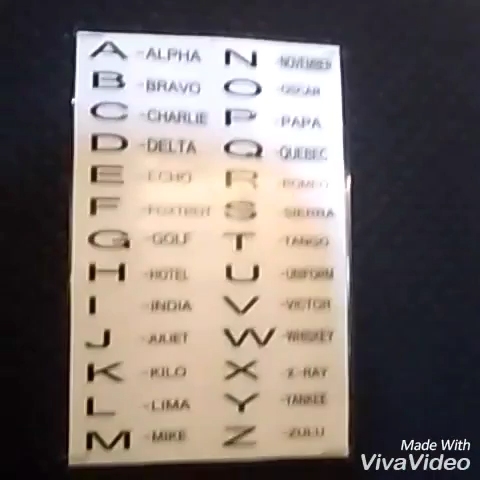 A -ALPHA
B -BRAVO
C -CHARLIE
D -DELTA
E -ECHO
F -FOXTROT
G -GOLF
H -HOTEL
I -INDIA
J -JULIET
K -KILO
L -LIMA
M -MIKE
N -NOVEMBER
O -OSCAR
P -PAPA
Q -QUEBEC
R -ROMEO
S -SIERRA
T -TANGO
U -UNIFORM
V -VICTOR
W -WHISKEY
X -X-RAY
Y -YANKEE
Z -ZULU
Made With
VivaVideo